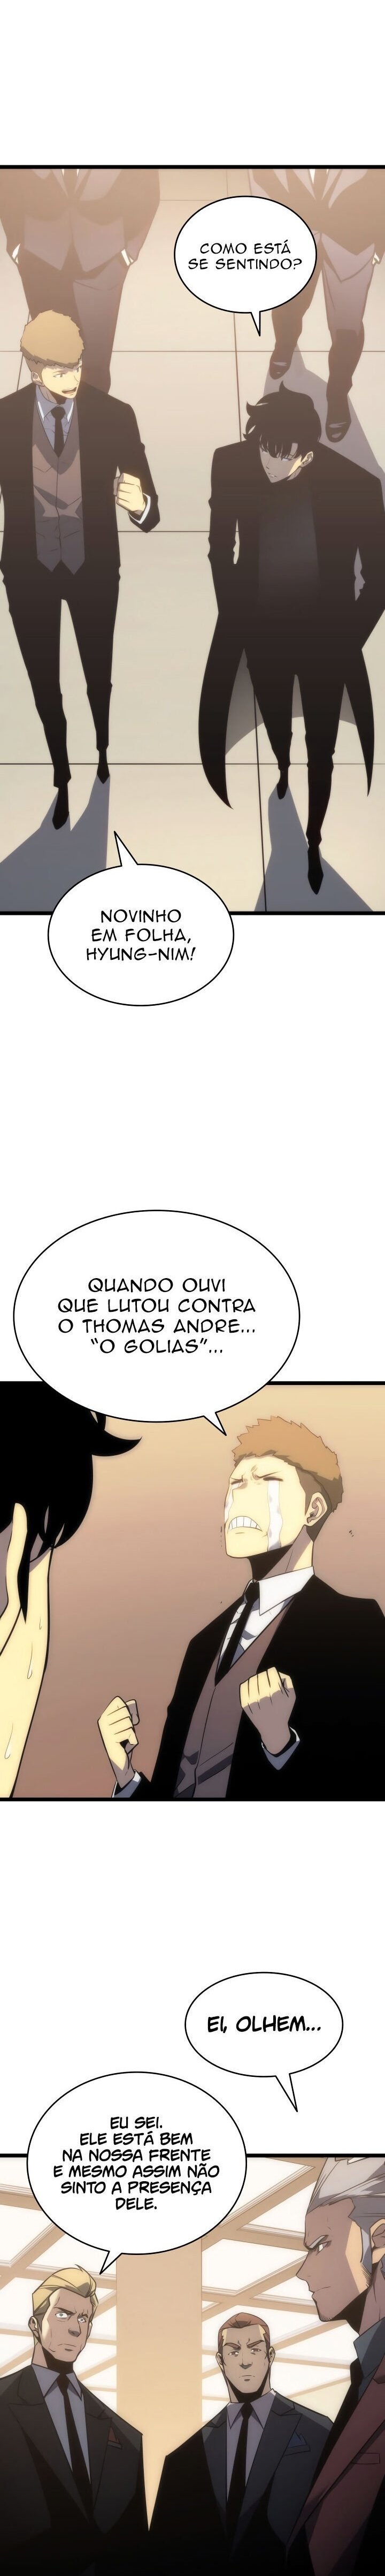 COMO ESTÁ
SE SENTINDO?
NOVINHO
EM FOLHA,
HYUNG-NIM!
QUANDO OUVI
QUE LUTOU CONTRA
O THOMAS ANDRE...
“O GOLIAS”...
EI, OLHEM...
EU SEI.
ELE ESTÁ BEM
NA NOSSA FRENTE
E MESMO ASSIM NÃO
SINTO A PRESENÇA
DELE.